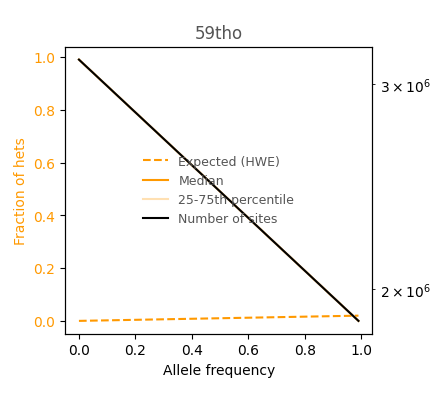 59tho
1.0
0.8
0.6
0.4
0.2
0.0
Fraction of hets
3 × 10⁶
2 × 10⁶
Expected (HWE)
Median
25-75th percentile
Number of sites
0.0 0.2 0.4 0.6 0.8 1.0
Allele frequency